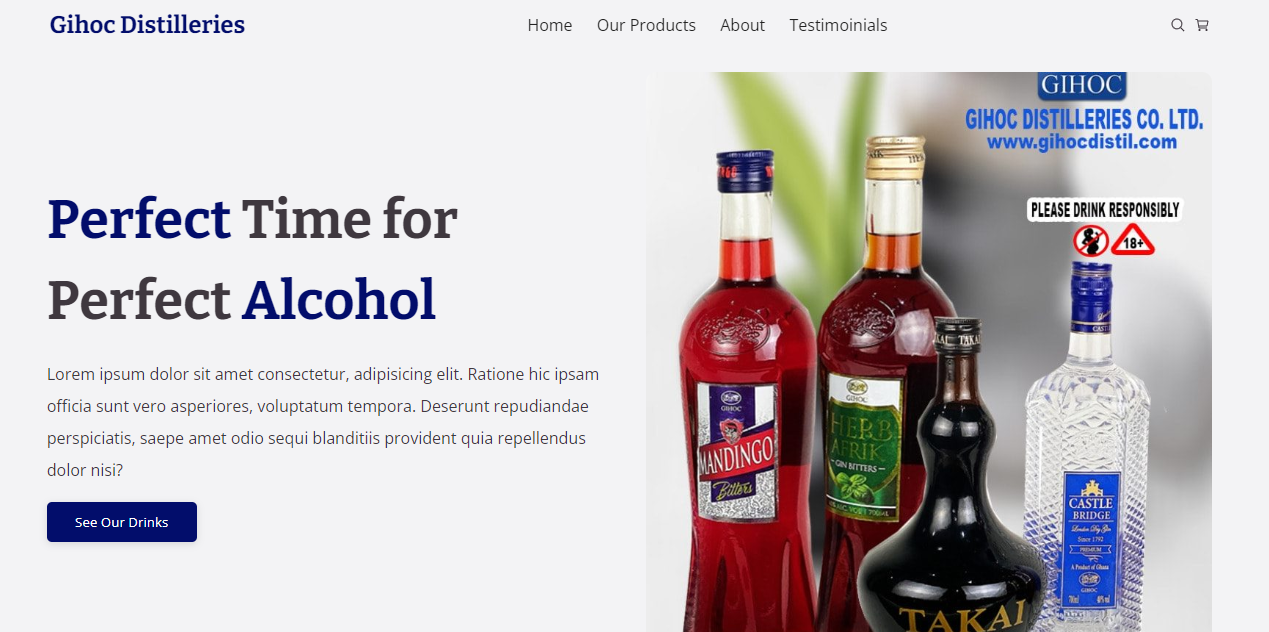 Gihoc Distilleries
Home Our Products About Testimoinials
Perfect Time for
Perfect Alcohol
Lorem ipsum dolor sit amet consectetur, adipisicing elit. Ratione hic ipsam
officia sunt vero asperiores, voluptatum tempora. Deserunt repudiandae
perspiciatis, saepe amet odio sequi blanditiis provident quia repellendus
dolor nisi?
See Our Drinks
GIHOC
GIHOC DISTILLERIES CO. LTD.
www.gihocdistil.com
PLEASE DRINK RESPONSIBLY
18+
GIHOC
MANDINGO
Bitters
GIHOC
HERB
AFRIK
GIN BITTERS
TAKAI
TAKAI
CASTLE
BRIDGE
London Dry Gin
Since 1792
PREMIUM
A Product of Ghana
GIHOC